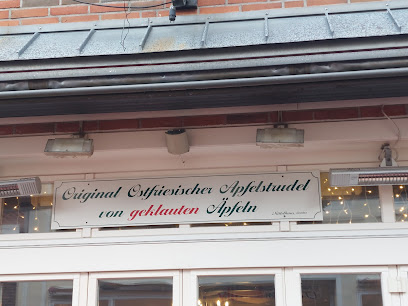 Original Ostfriesischer Apfelstrudel
von geklauten Äpfeln